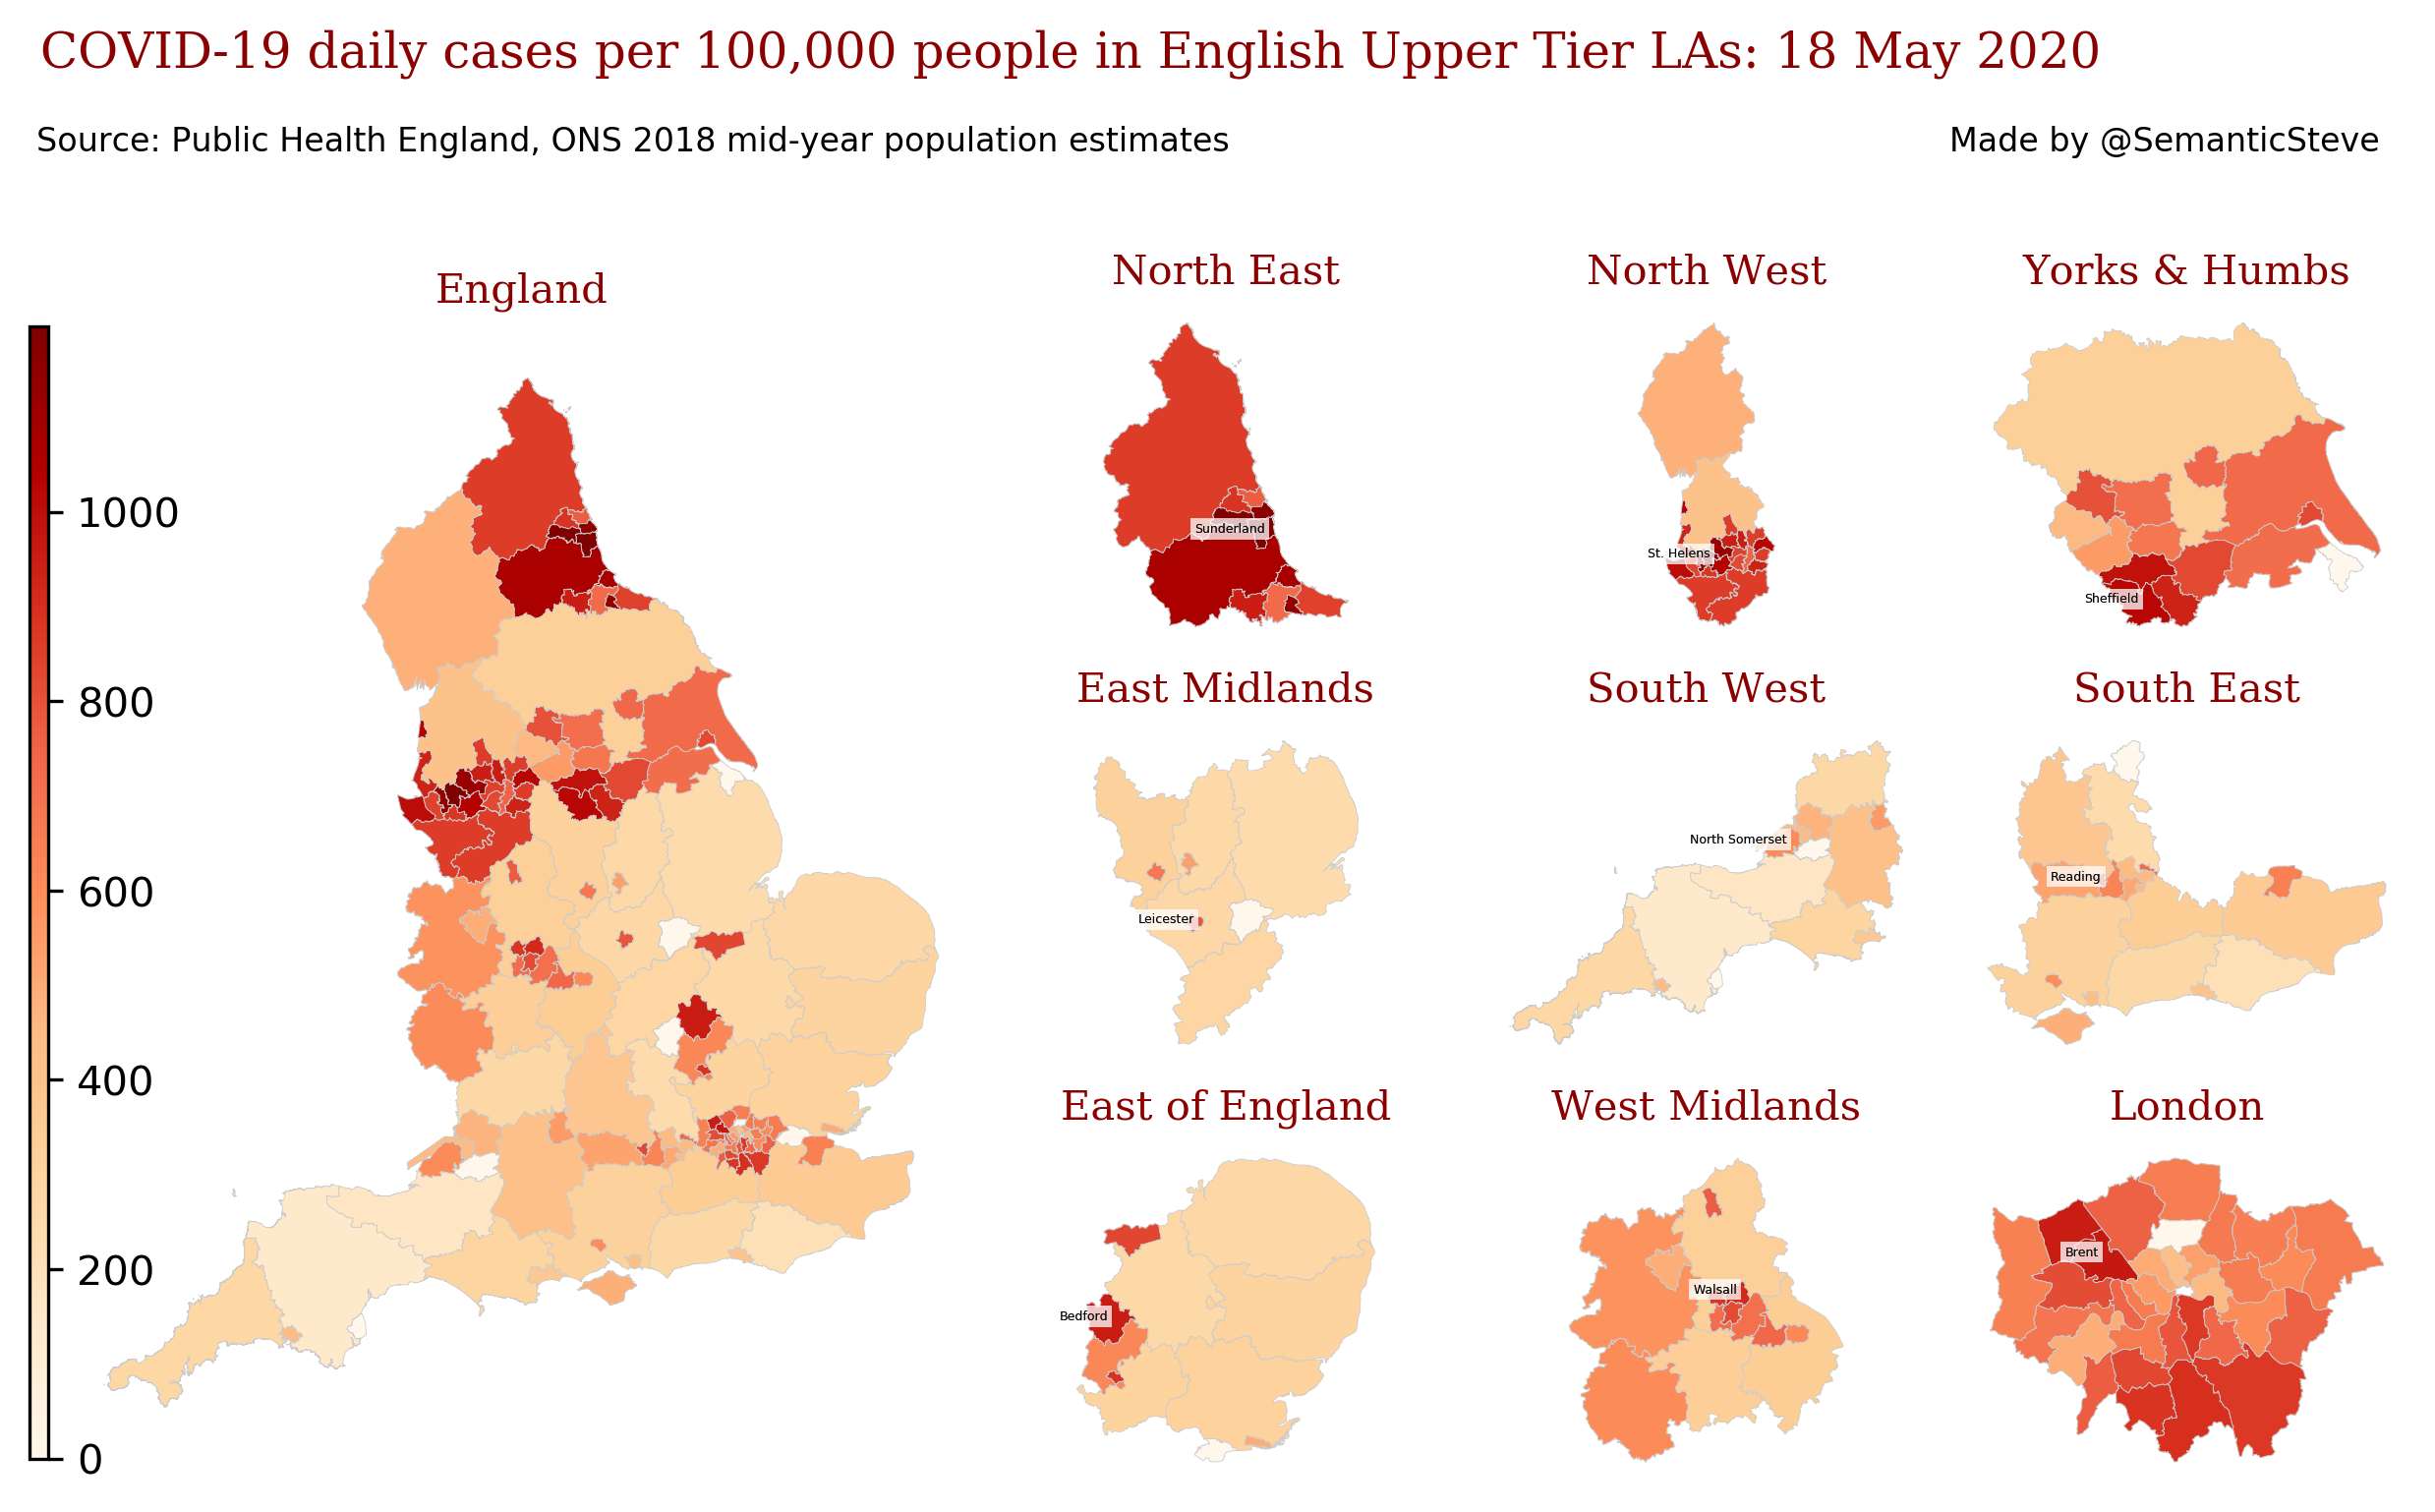 COVID-19 daily cases per 100,000 people in English Upper Tier LAs: 18 May 2020
Source: Public Health England, ONS 2018 mid-year population estimates
Made by @SemanticSteve
England
1000
800
600
400
200
0
North East
Sunderland
North West
St. Helens
Yorks & Humbs
Sheffield
East Midlands
Leicester
South West
North Somerset
South East
Reading
East of England
Bedford
West Midlands
Walsall
London
Brent